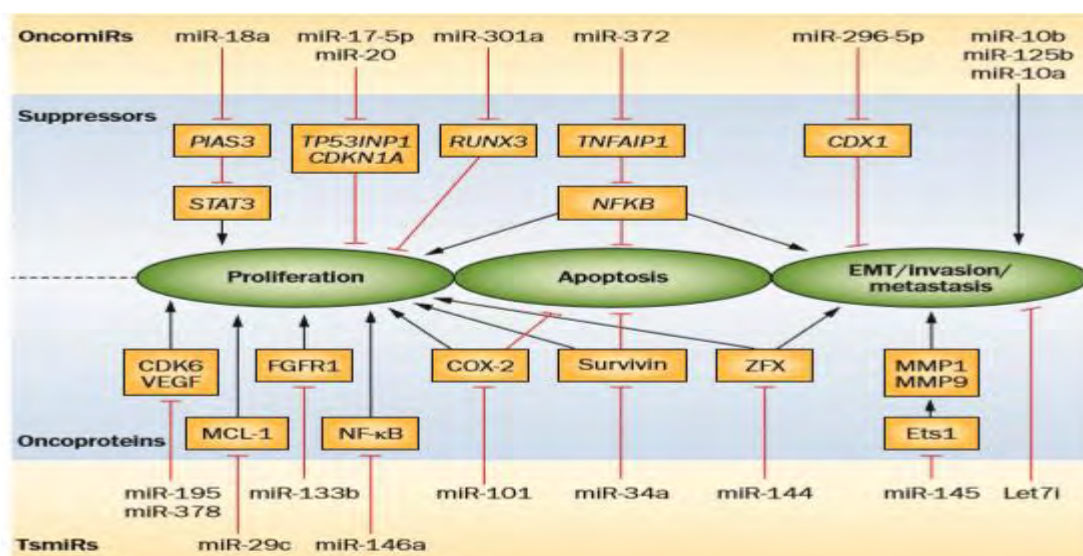 OncomiRs miR-18a miR-17-5p miR-301a miR-372 miR-296-5p miR-10b
miR-20 miR-125b
miR-10a
Suppressors
PIAS3 TP53INP1 RUNX3 TNFAIP1 CDX1
CDKN1A
STAT3 NFKB
Proliferation Apoptosis EMT/invasion/
metastasis
CDK6 FGFR1 COX-2 Survivin ZFX MMP1
VEGF MMP9
MCL-1 NF-κB Ets1
Oncoproteins
miR-195 miR-133b miR-101 miR-34a miR-144 miR-145 Let7i
miR-378
TsmiRs miR-29c miR-146a